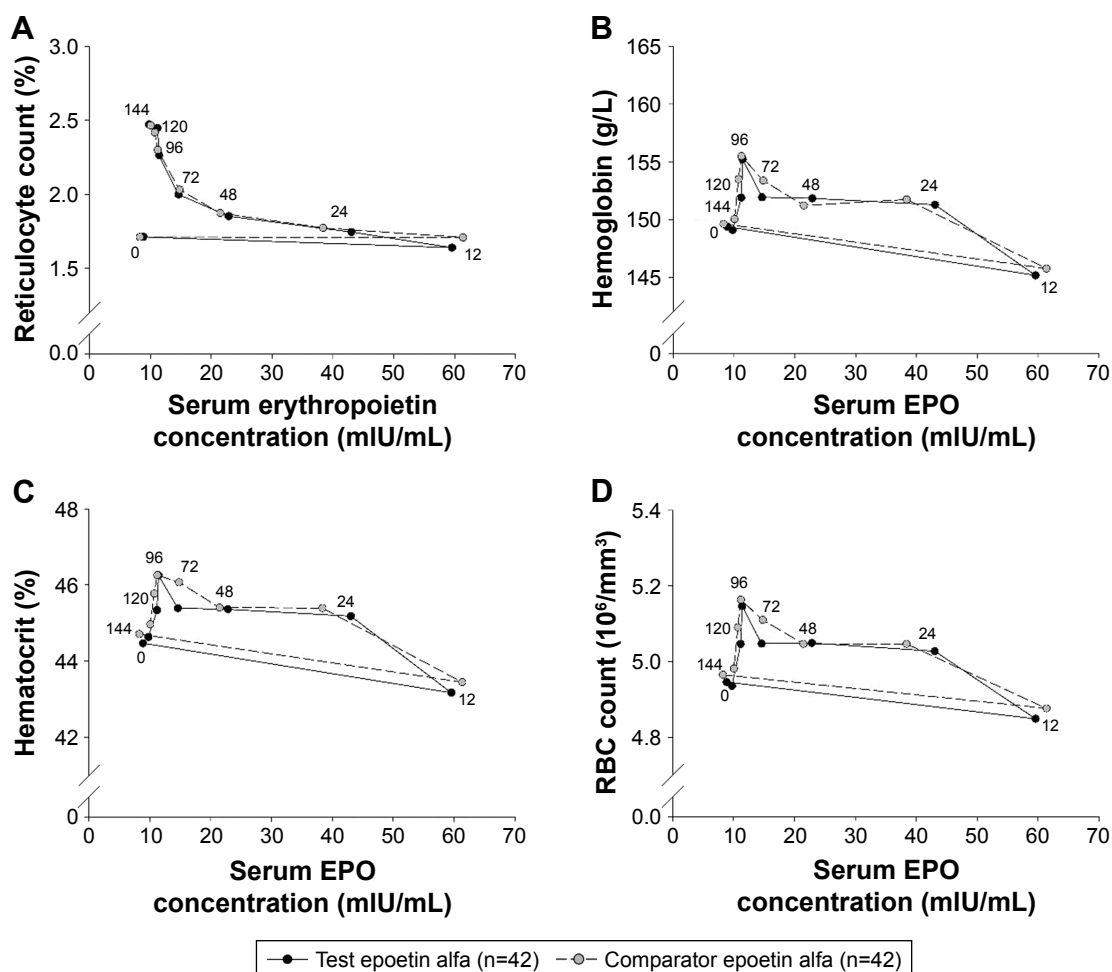 A
Reticulocyte count (%)
3.0
2.5
2.0
1.5
0.0
144
120
96
72
48
24
0
12
0 10 20 30 40 50 60 70
Serum erythropoietin
concentration (mIU/mL)
B
Hemoglobin (g/L)
165
160
155
150
145
0
96
72
120
48
24
144
0
12
0 10 20 30 40 50 60 70
Serum EPO
concentration (mIU/mL)
C
Hematocrit (%)
48
46
44
42
0
96
72
120
48
24
144
0
12
0 10 20 30 40 50 60 70
Serum EPO
concentration (mIU/mL)
D
RBC count (10⁶/mm³)
5.4
5.2
5.0
4.8
0.0
96
72
120
48
24
144
0
12
0 10 20 30 40 50 60 70
Serum EPO
concentration (mIU/mL)
Test epoetin alfa (n=42) Comparator epoetin alfa (n=42)